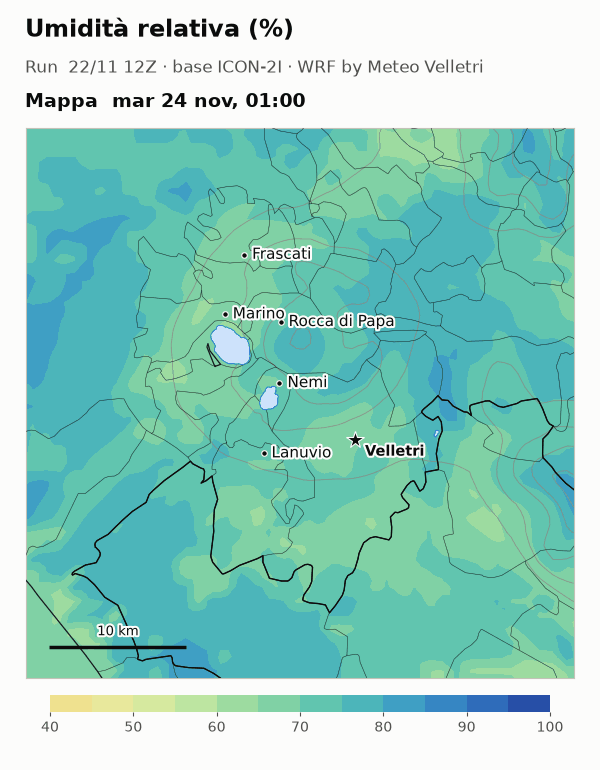 Umidità relativa (%)
Run  22/11 12Z · base ICON-2I · WRF by Meteo Velletri
Mappa  mar 24 nov, 01:00
Frascati
Marino
Rocca di Papa
Nemi
Velletri
Lanuvio
10 km
40 50 60 70 80 90 100